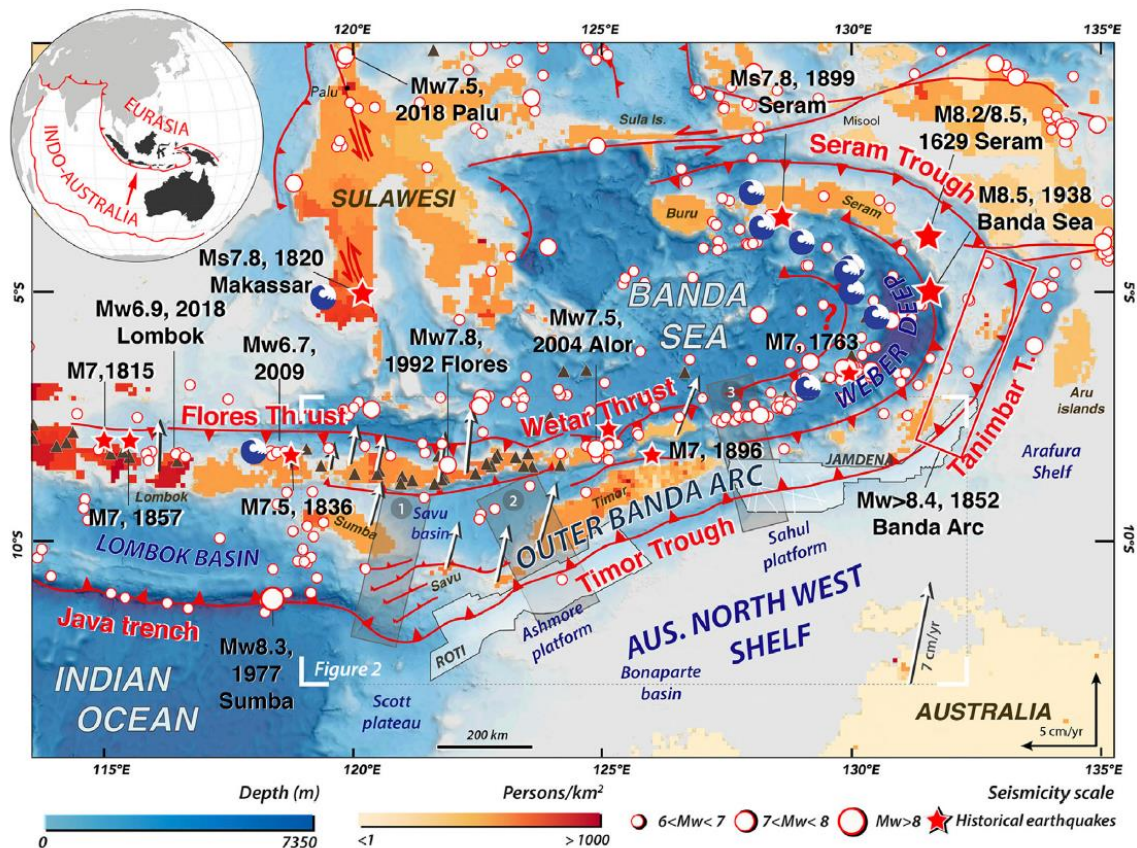 120°E
125°E
130°E
135°E
EURASIA
INDO-AUSTRALIA
Palu
Mw7.5,
2018 Palu
Ms7.8, 1899
Seram
M8.2/8.5,
1629 Seram
Sula Is.
Misool
Seram Trough
M8.5, 1938
Banda Sea
SULAWESI
Buru
Seram
Ms7.8, 1820
Makassar
5°S
BANDA
SEA
WEBER DEEP
?
5°S
Mw6.9, 2018
Lombok
Mw6.7,
2009
Mw7.8,
1992 Flores
Mw7.5,
2004 Alor
M7, 1763
M7,1815
Flores Thrust
Wetar Thrust
3
Tanimbar T.
Aru
islands
Arafura
Shelf
M7, 1896
JAMDENA
Lombok
M7, 1857
M7.5, 1836
Sumba
1
Savu
basin
2
Timor
OUTER BANDA ARC
Mw>8.4, 1852
Banda Arc
10°S
LOMBOK BASIN
Savu
Timor Trough
Sahul
platform
5°01
Java trench
ROTI
Ashmore
platform
AUS. NORTH WEST
SHELF
Mw8.3,
1977
Sumba
Figure 2
Scott
plateau
Bonaparte
basin
7 cm/yr
INDIAN
OCEAN
AUSTRALIA
5 cm/yr
200 km
115°E
120°E
125°E
130°E
135°E
Depth (m)
0
7350
Persons/km²
<1
> 1000
Seismicity scale
6<Mw< 7
7<Mw< 8
Mw>8
Historical earthquakes